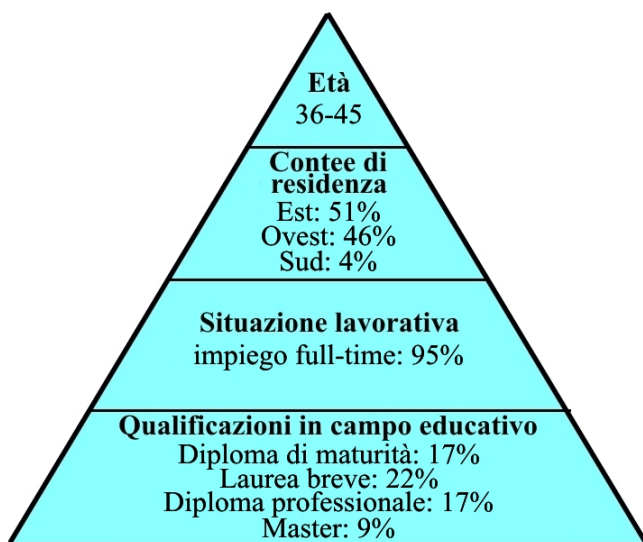 Età
36-45
Contee di
residenza
Est: 51%
Ovest: 46%
Sud: 4%
Situazione lavorativa
impiego full-time: 95%
Qualificazioni in campo educativo
Diploma di maturità: 17%
Laurea breve: 22%
Diploma professionale: 17%
Master: 9%